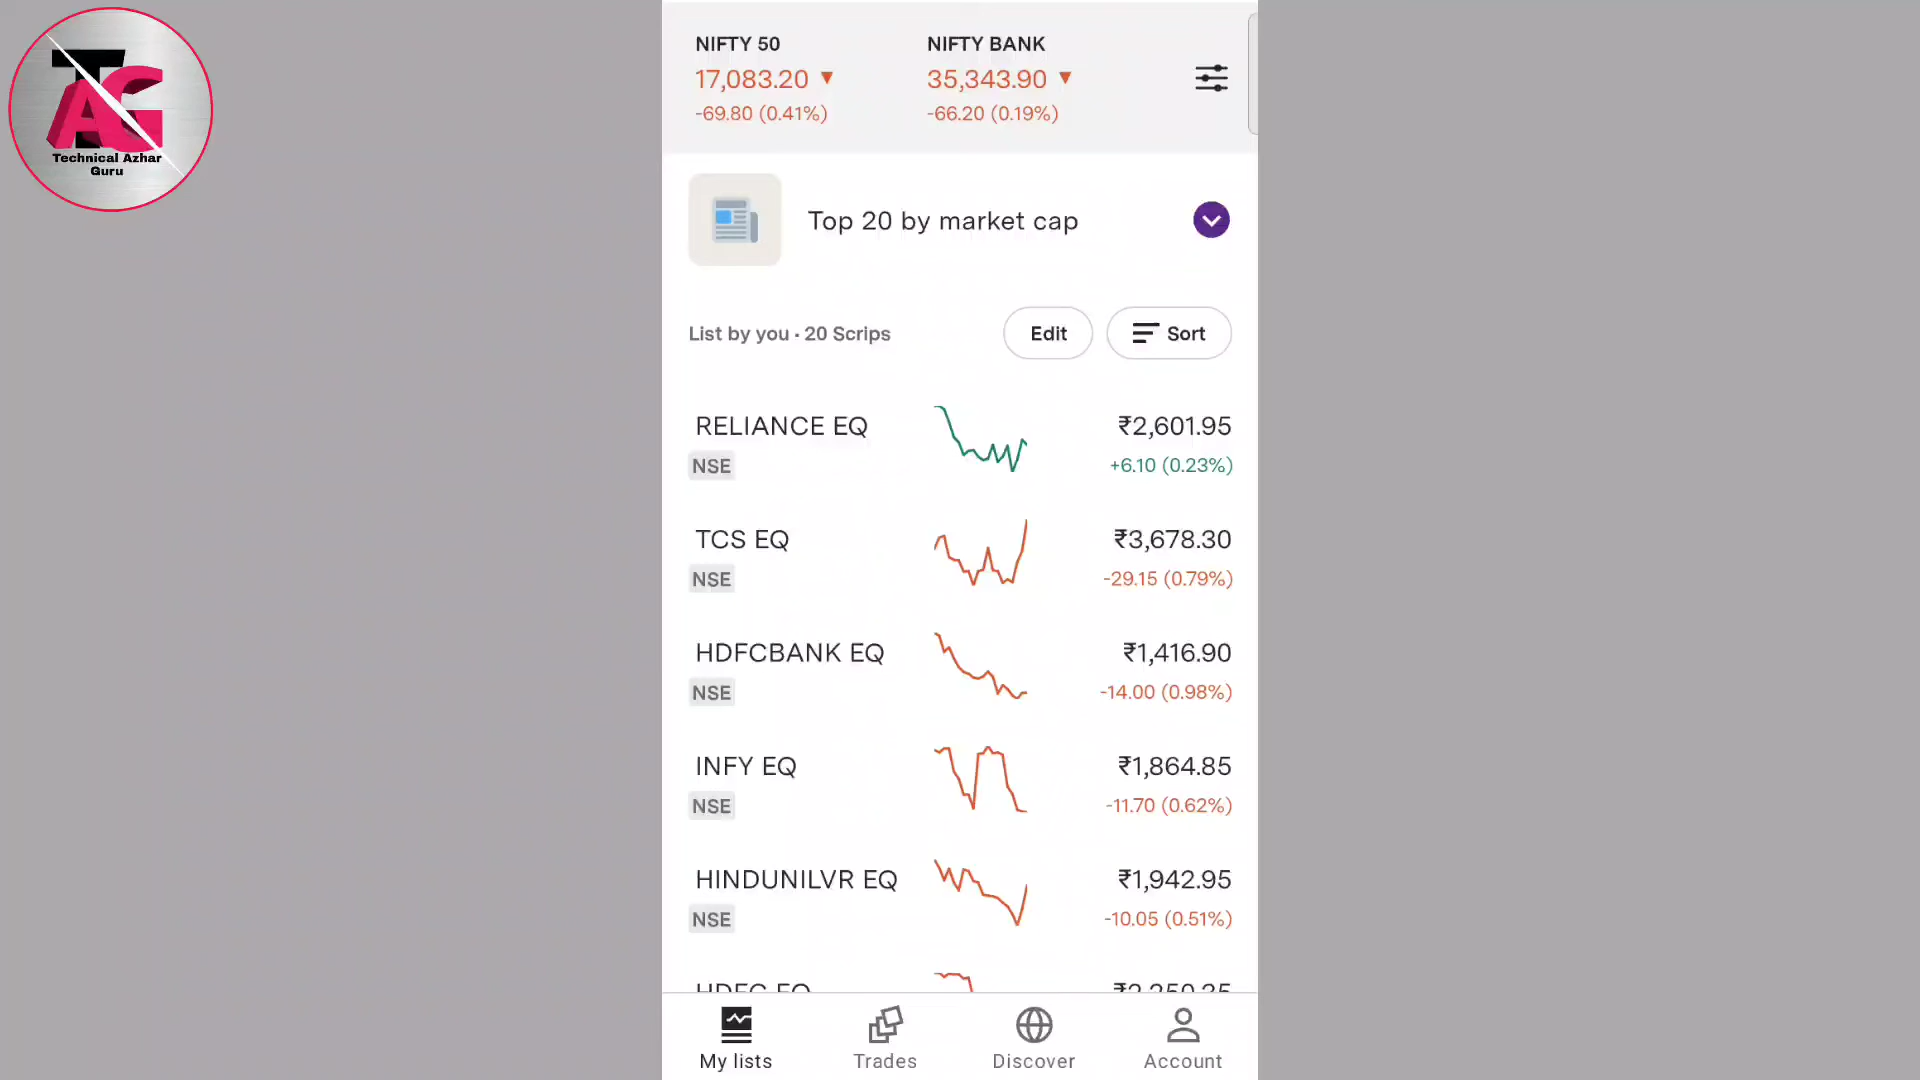 Technical Azhar
Guru
NIFTY 50
17,083.20
-69.80 (0.41%)
NIFTY BANK
35,343.90
-66.20 (0.19%)
Top 20 by market cap
List by you · 20 Scrips
Edit
Sort
RELIANCE EQ
₹2,601.95
NSE
+6.10 (0.23%)
TCS EQ
₹3,678.30
NSE
-29.15 (0.79%)
HDFCBANK EQ
₹1,416.90
NSE
-14.00 (0.98%)
INFY EQ
₹1,864.85
NSE
-11.70 (0.62%)
HINDUNILVR EQ
₹1,942.95
NSE
-10.05 (0.51%)
HDFC EQ
My lists
Trades
Discover
Account